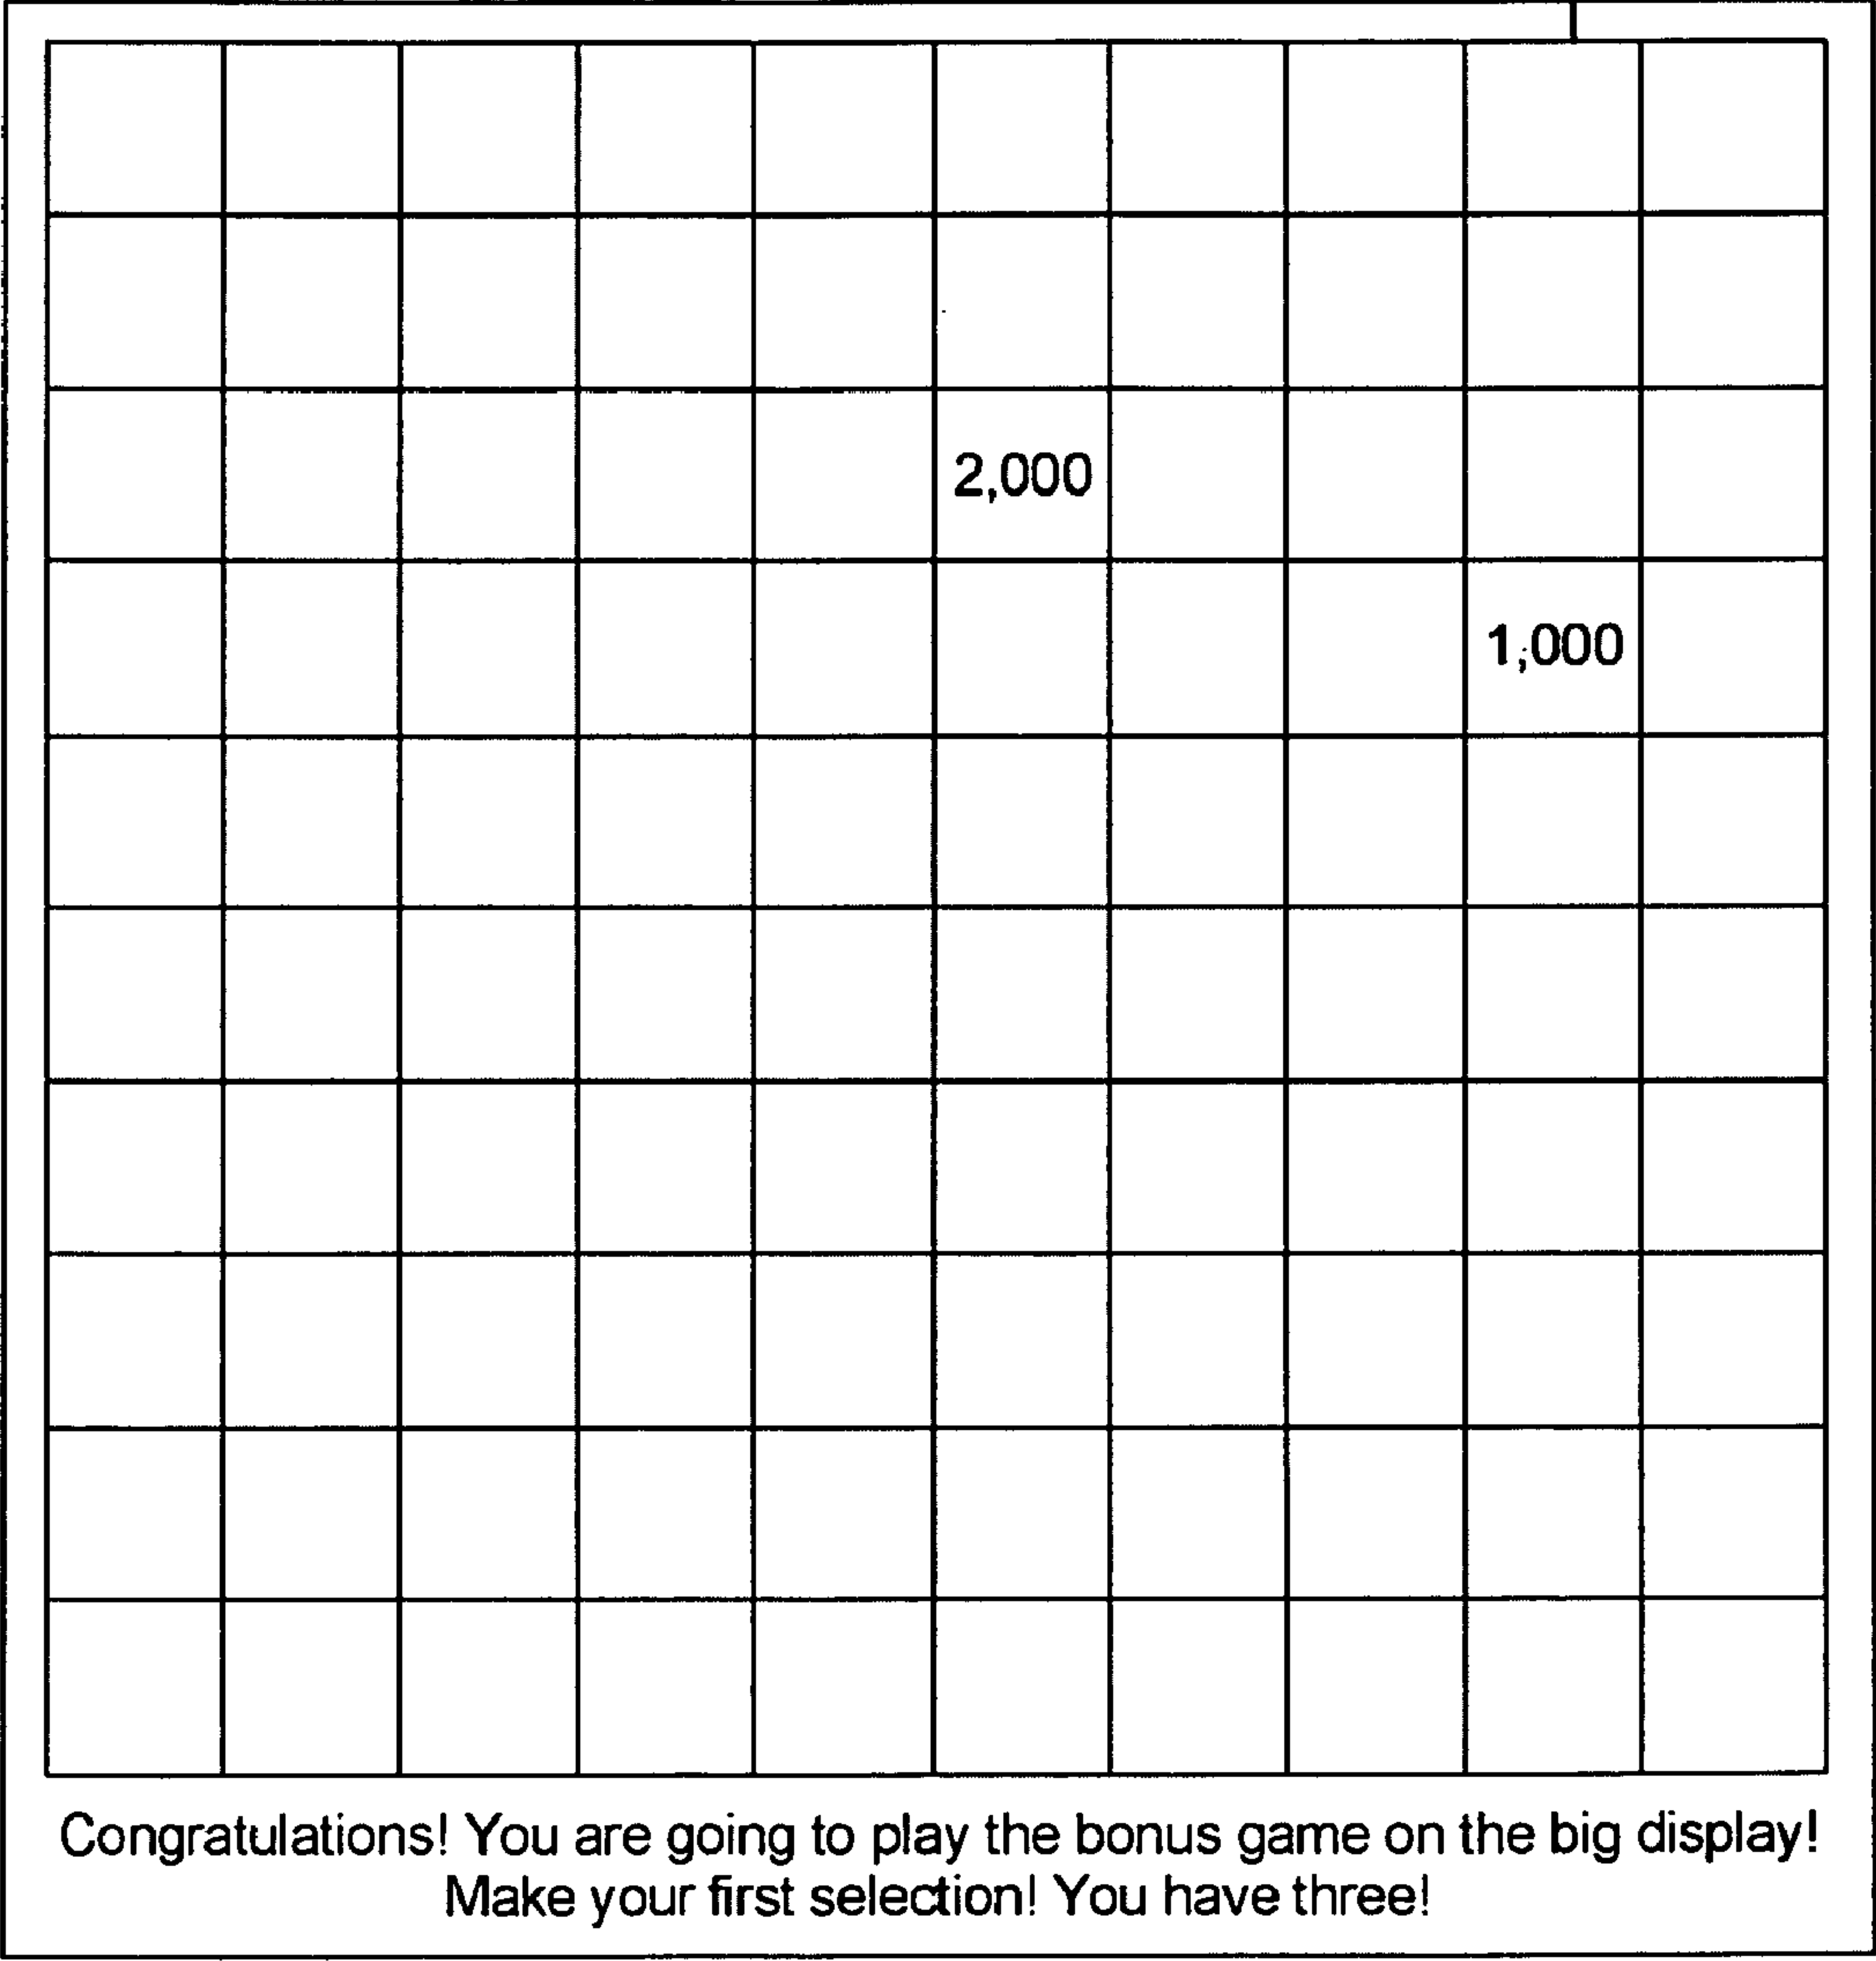 2,000
1,000
Congratulations! You are going to play the bonus game on the big display!
Make your first selection! You have three!